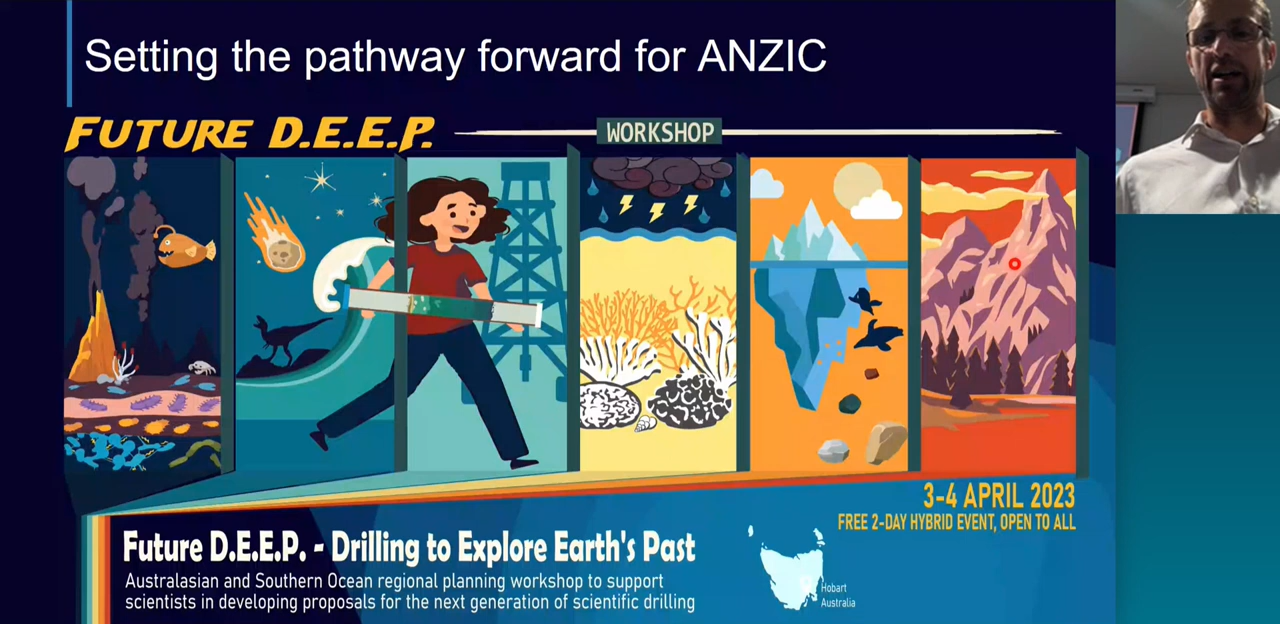 Setting the pathway forward for ANZIC
FUTURE D.E.E.P.
WORKSHOP
3-4 APRIL 2023
FREE 2-DAY HYBRID EVENT, OPEN TO ALL
Future D.E.E.P. - Drilling to Explore Earth's Past
Australasian and Southern Ocean regional planning workshop to support
scientists in developing proposals for the next generation of scientific drilling
Hobart
Australia